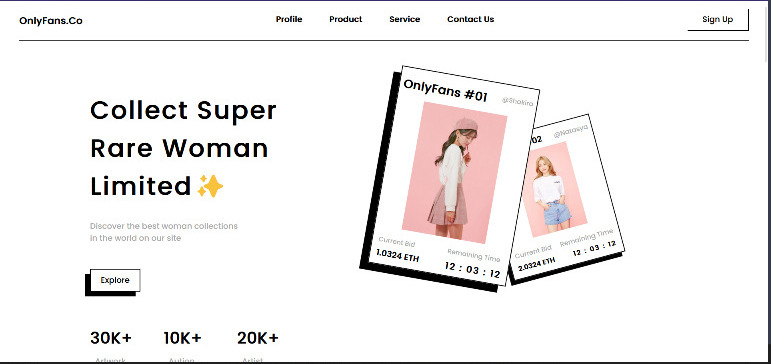 OnlyFans.Co
Profile
Product
Service
Contact Us
Sign Up
Collect Super
Rare Woman
Limited✨
Discover the best woman collections
in the world on our site
Explore
30K+
10K+
20K+
Artwork
Aution
Artist
OnlyFans #01
@Shakira
Current Bid
Remaining Time
1.0324 ETH
12 : 03 : 12
02
@Natasya
Current Bid
Remaining Time
2.0324 ETH
12 : 03 : 12